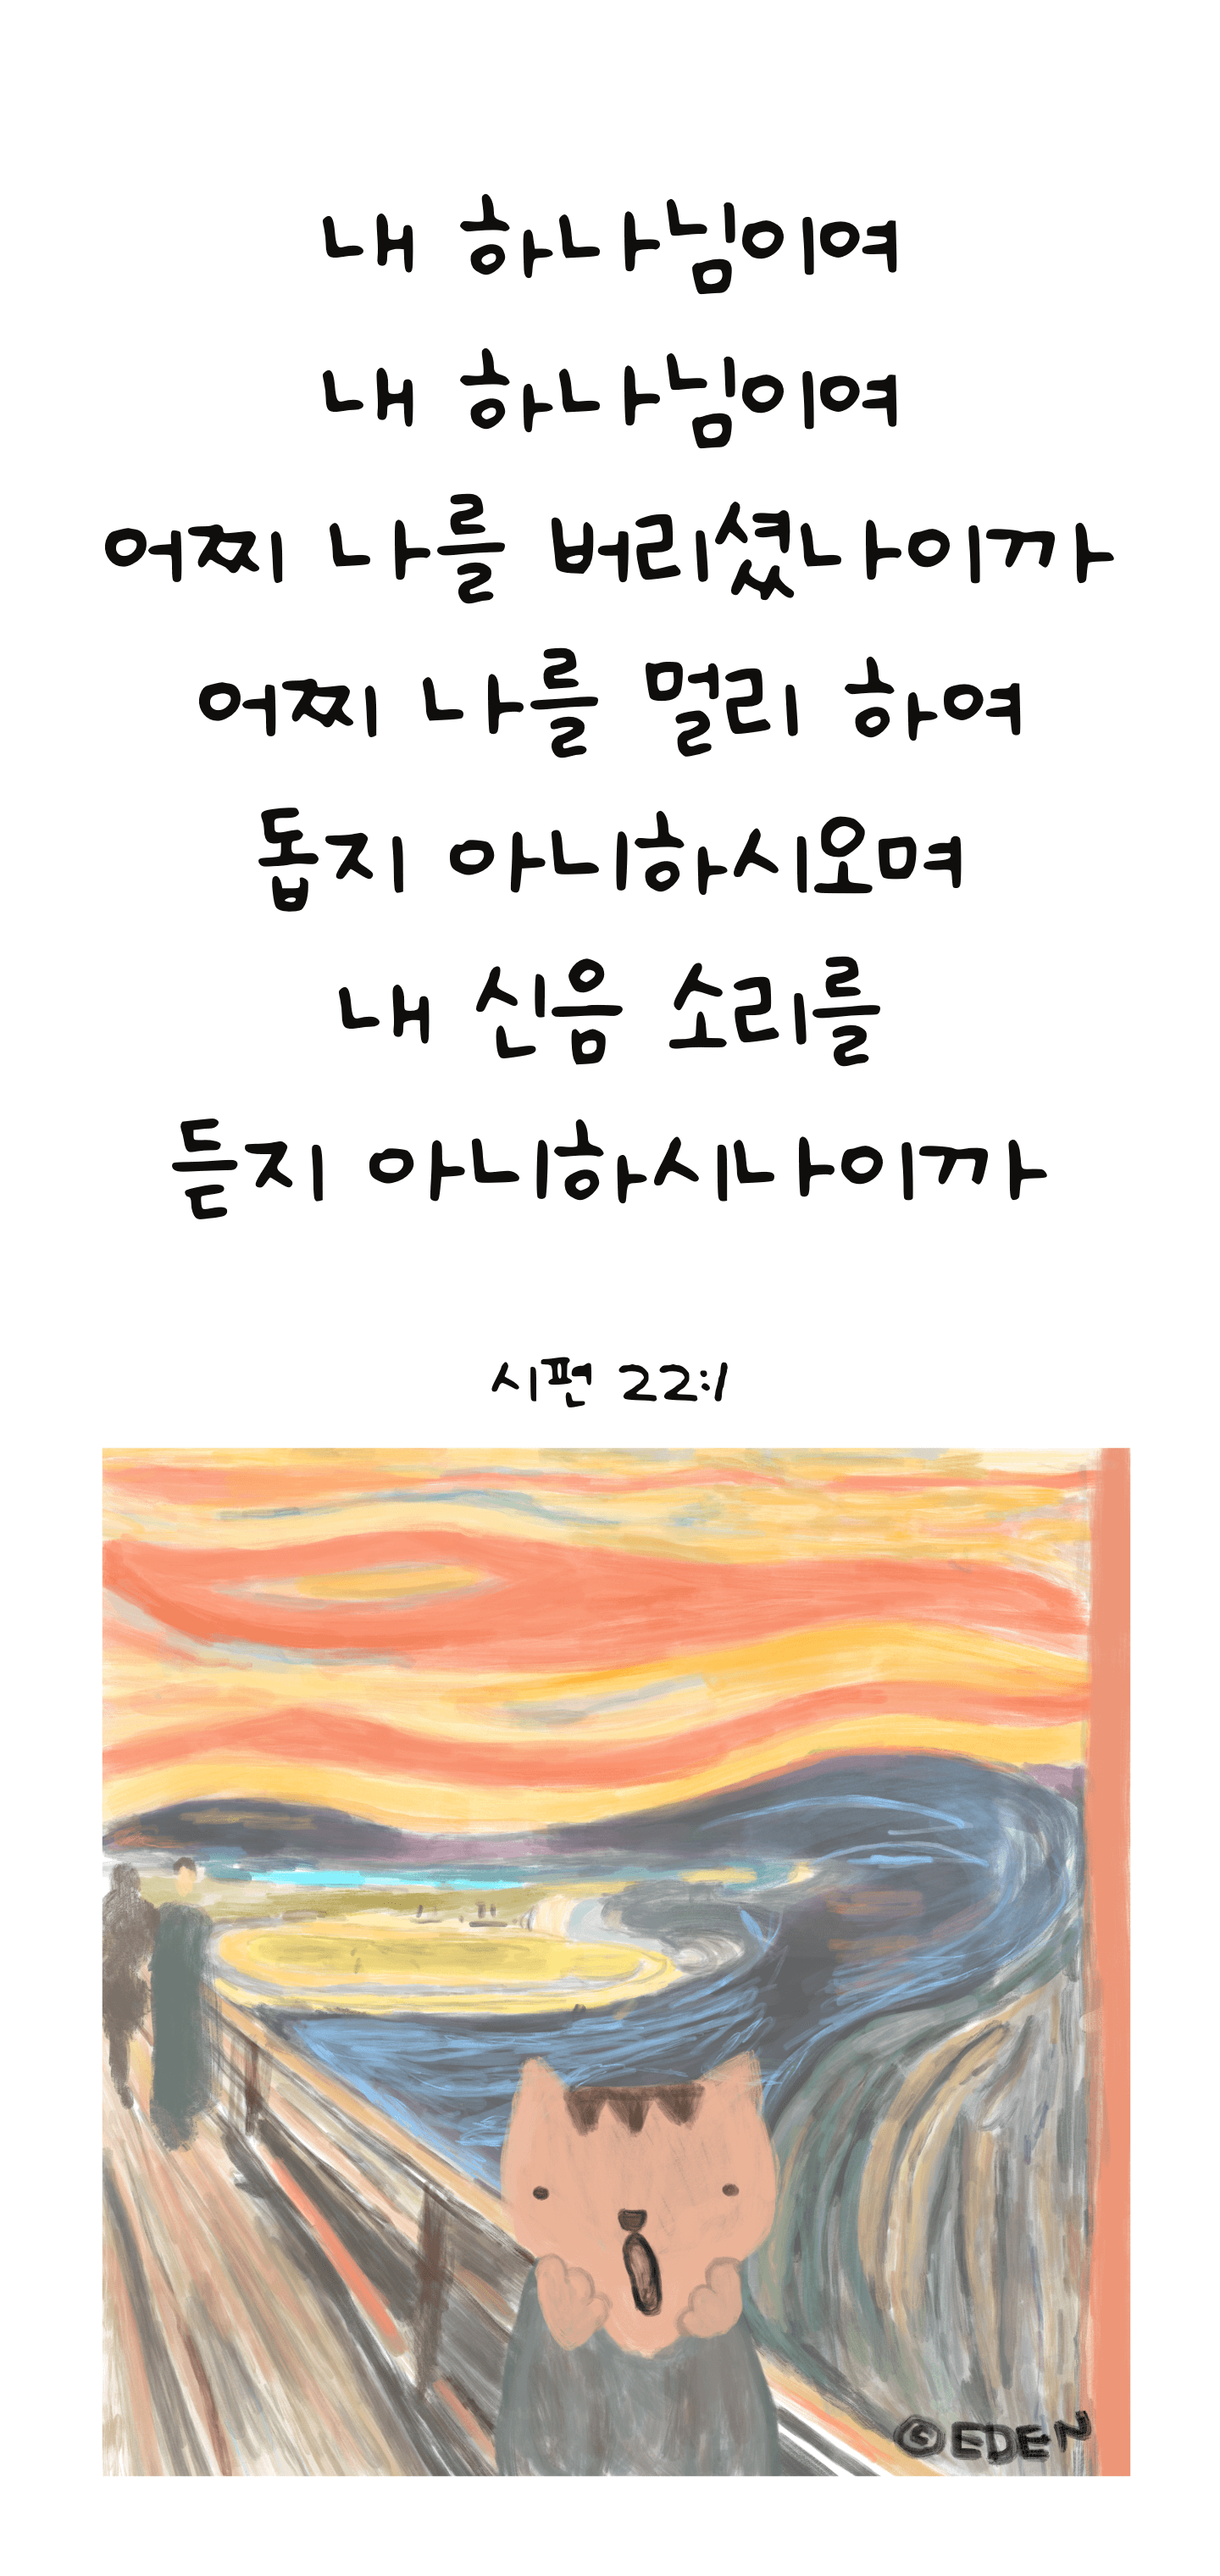 내 하나님이여
내 하나님이여
어찌 나를 버리셨나이까
어찌 나를 멀리 하여
돕지 아니하시오며
내 신음 소리를
듣지 아니하시나이까
시편 22:1
©EDEN